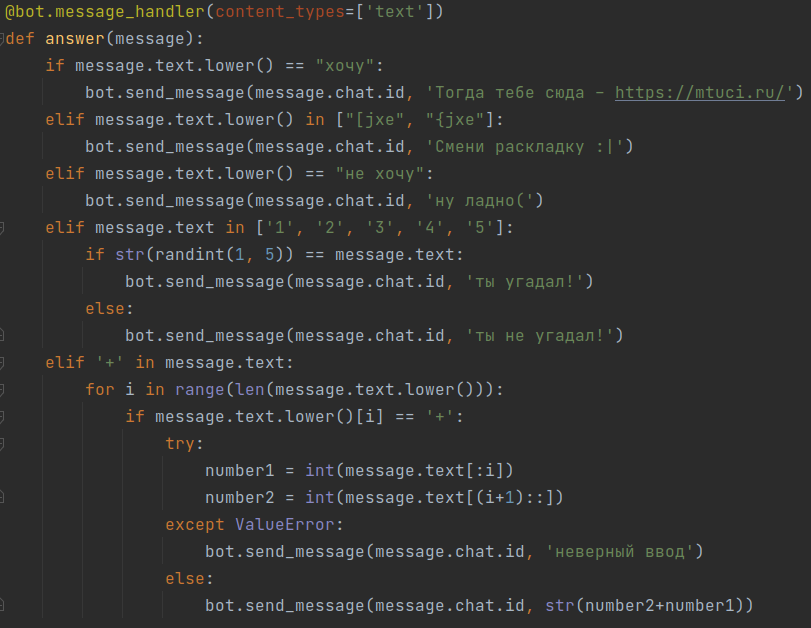 @bot.message_handler(content_types=['text'])
def answer(message):
    if message.text.lower() == "хочу":
        bot.send_message(message.chat.id, 'Тогда тебе сюда – https://mtuci.ru/')
    elif message.text.lower() in ["[jxe", "{jxe"]:
        bot.send_message(message.chat.id, 'Смени раскладку :|')
    elif message.text.lower() == "не хочу":
        bot.send_message(message.chat.id, 'ну ладно(')
    elif message.text in ['1', '2', '3', '4', '5']:
        if str(randint(1, 5)) == message.text:
            bot.send_message(message.chat.id, 'ты угадал!')
        else:
            bot.send_message(message.chat.id, 'ты не угадал!')
    elif '+' in message.text:
        for i in range(len(message.text.lower())):
            if message.text.lower()[i] == '+':
                try:
                    number1 = int(message.text[:i])
                    number2 = int(message.text[(i+1)::])
                except ValueError:
                    bot.send_message(message.chat.id, 'неверный ввод')
                else:
                    bot.send_message(message.chat.id, str(number2+number1))